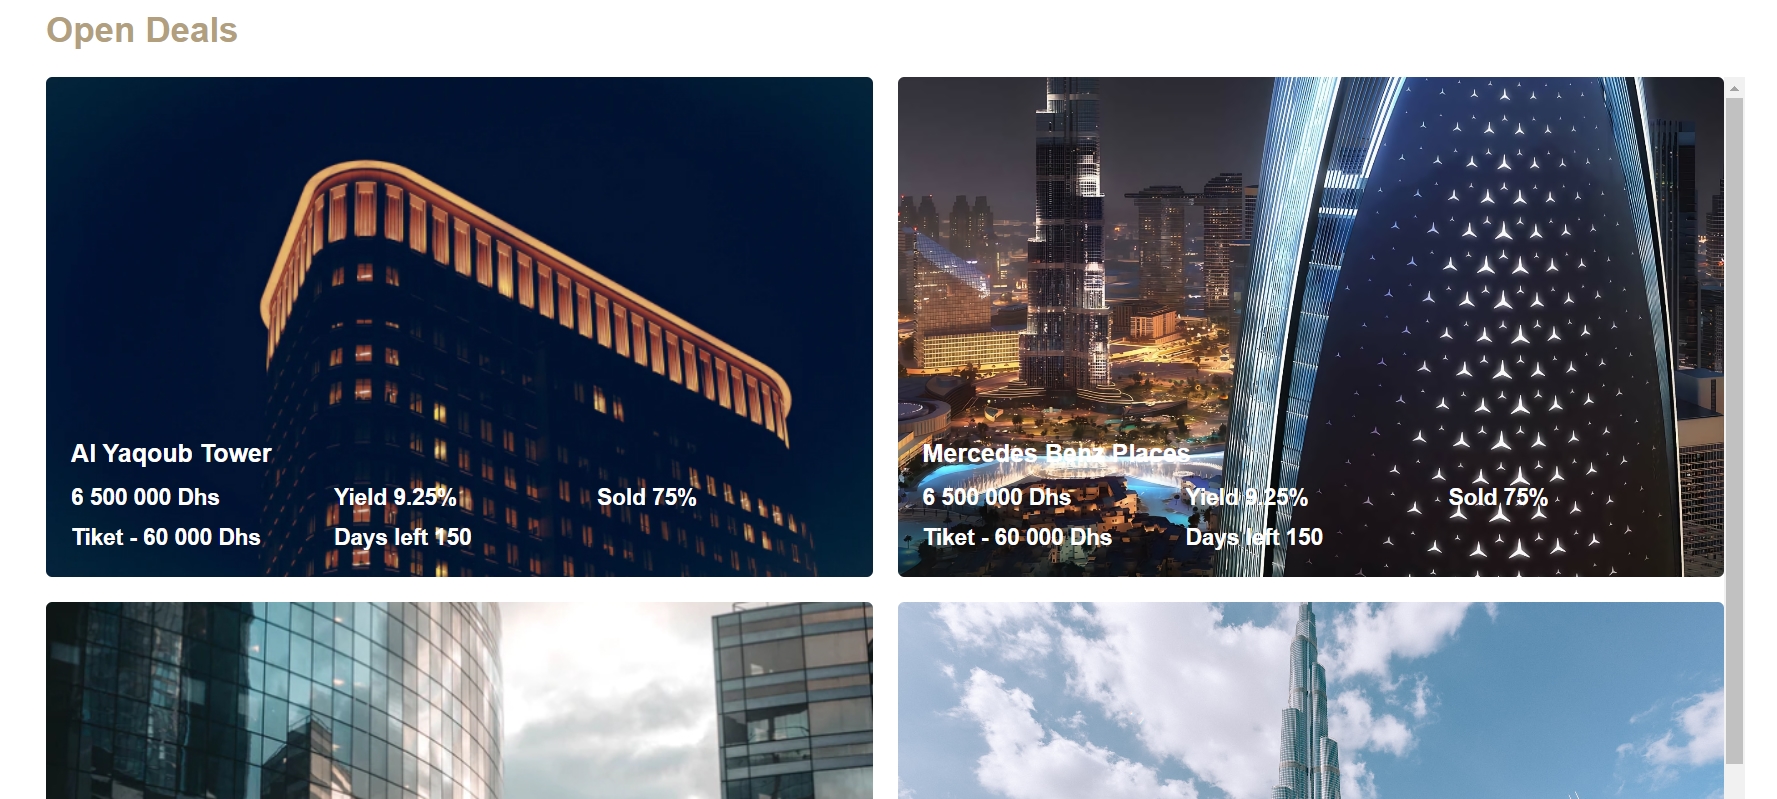 Open Deals
Al Yaqoub Tower
6 500 000 Dhs Yield 9.25% Sold 75%
Tiket - 60 000 Dhs Days left 150
Mercedes Benz Places
6 500 000 Dhs Yield 9.25% Sold 75%
Tiket - 60 000 Dhs Days left 150